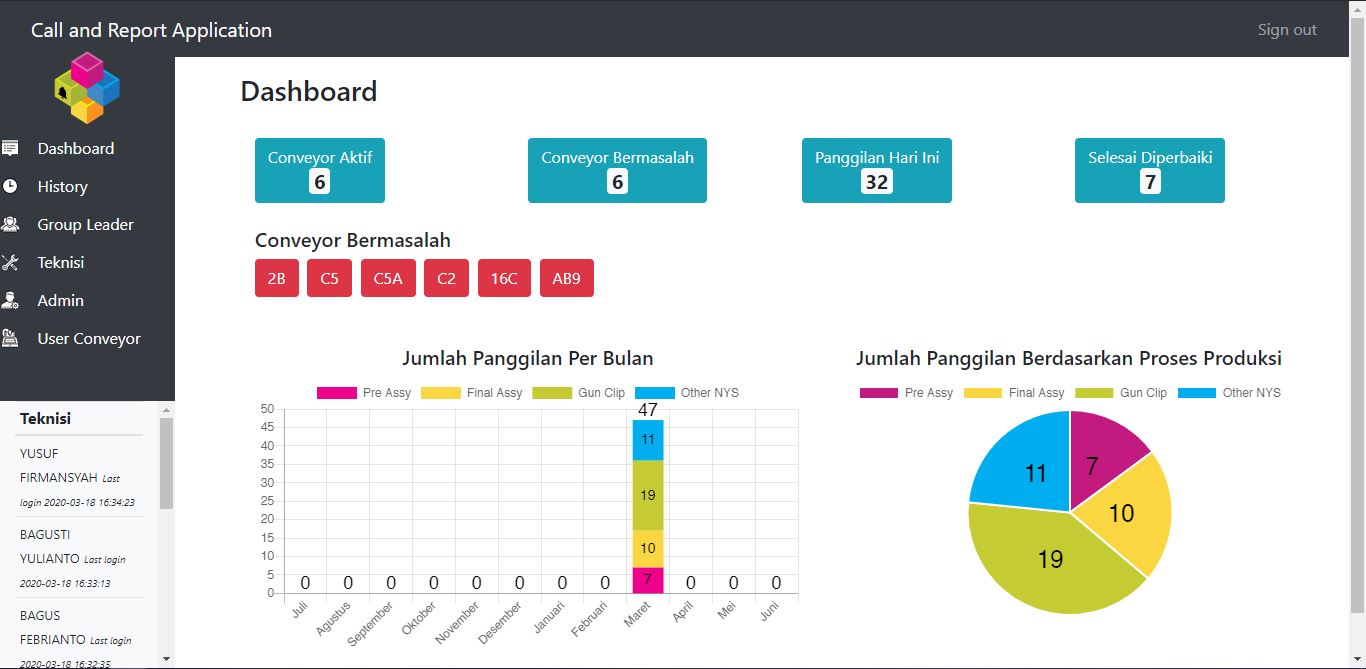 Call and Report Application
Sign out
Dashboard
History
Group Leader
Teknisi
Admin
User Conveyor
Teknisi
YUSUF
FIRMANSYAH Last
login 2020-03-18 16:34:23
BAGUSTI
YULIANTO Last login
2020-03-18 16:33:13
BAGUS
FEBRIANTO Last login
2020-03-18 16:32:35
Dashboard
Conveyor Aktif
6
Conveyor Bermasalah
6
Panggilan Hari Ini
32
Selesai Diperbaiki
7
Conveyor Bermasalah
2B C5 C5A C2 16C AB9
Jumlah Panggilan Per Bulan
Pre Assy Final Assy Gun Clip Other NYS
50
45
40
35
30
25
20
15
10
5
0
47
11
19
10
7
0 0 0 0 0 0 0 0 0 0 0
Juli Agustus September Oktober November Desember Januari Februari Maret April Mei Juni
Jumlah Panggilan Berdasarkan Proses Produksi
Pre Assy Final Assy Gun Clip Other NYS
11
7
10
19